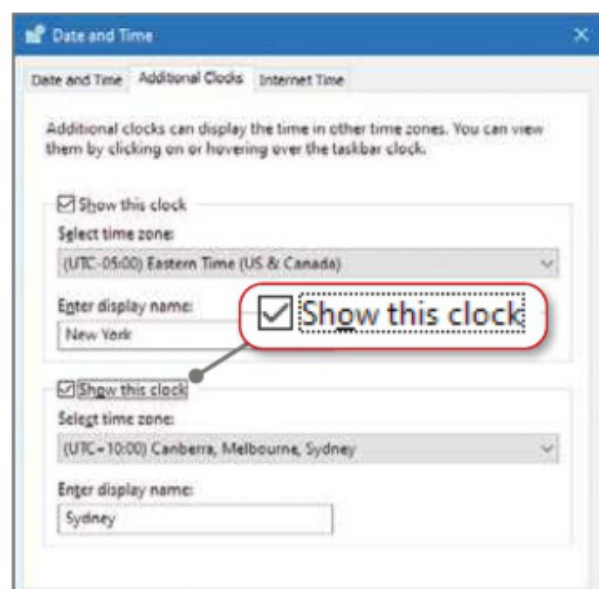 Date and Time
Date and Time Additional Clocks Internet Time
Additional clocks can display the time in other time zones. You can view
them by clicking on or hovering over the taskbar clock.
Show this clock
Select time zone:
(UTC-05:00) Eastern Time (US & Canada)
Enter display name:
New York
Show this clock
Show this clock
Select time zone:
(UTC+10:00) Canberra, Melbourne, Sydney
Enter display name:
Sydney